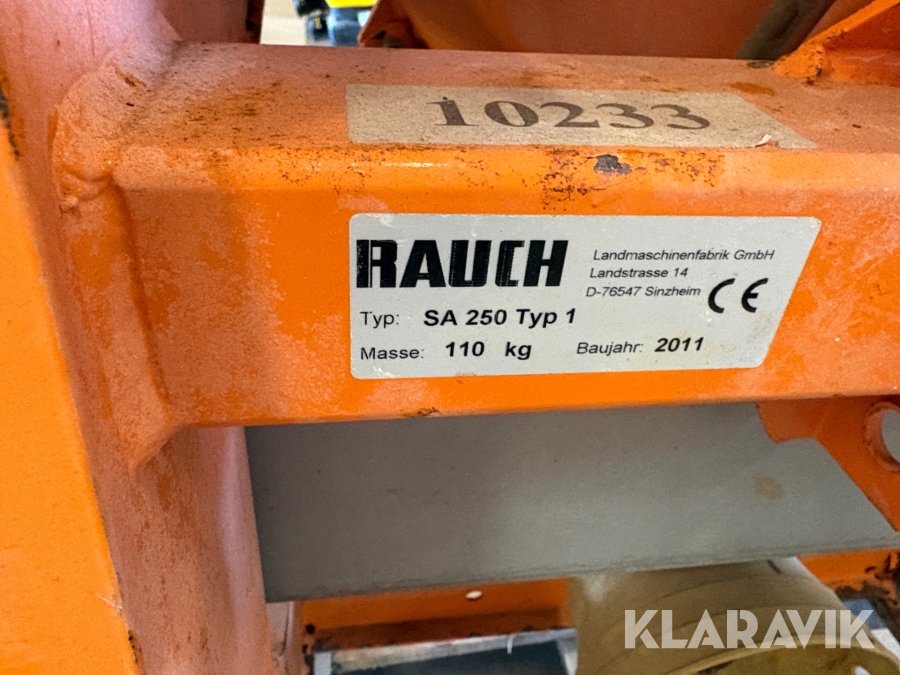 10233
RAUCH
Landmaschinenfabrik GmbH
Landstrasse 14
D-76547 Sinzheim
CE
Typ: SA 250 Typ 1
Masse: 110 kg Baujahr: 2011
KLARAVIK